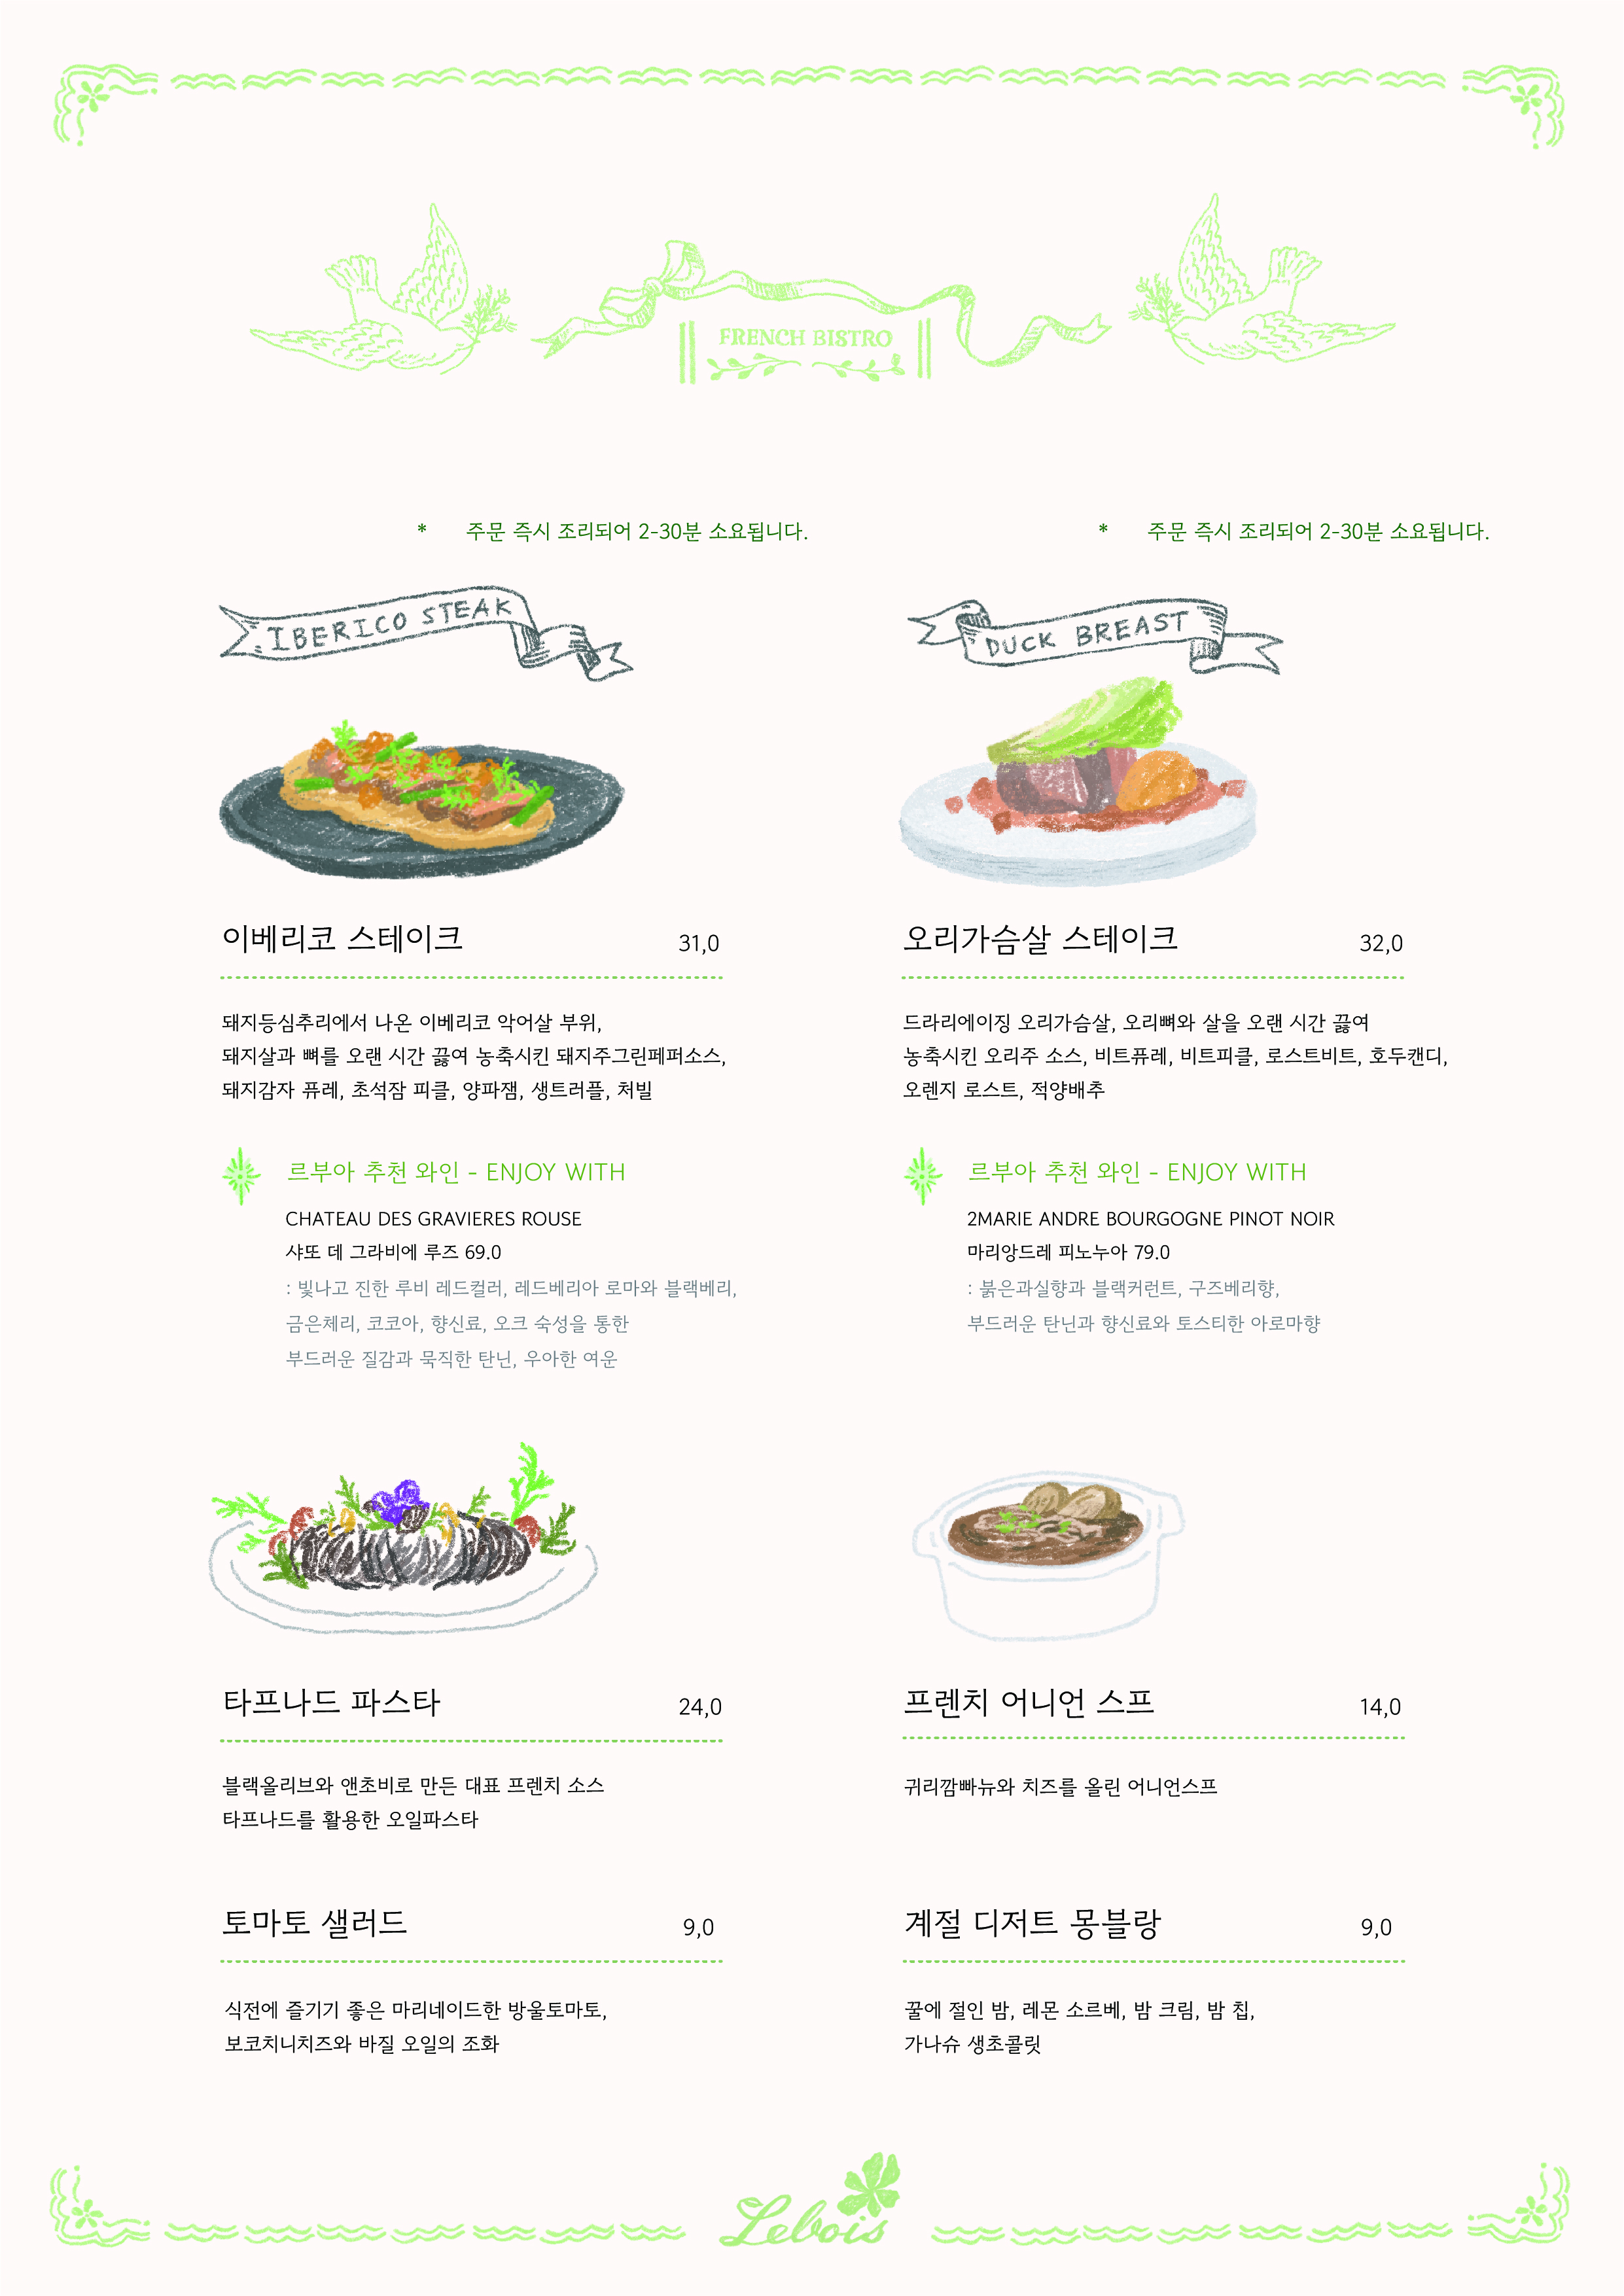 FRENCH BISTRO
* 주문 즉시 조리되어 2-30분 소요됩니다.
IBERICO STEAK
이베리코 스테이크 31,0
돼지등심추리에서 나온 이베리코 악어살 부위,
돼지살과 뼈를 오랜 시간 끓여 농축시킨 돼지주그린페퍼소스,
돼지감자 퓨레, 초석잠 피클, 양파잼, 생트러플, 처빌
르부아 추천 와인 - ENJOY WITH
CHATEAU DES GRAVIERES ROUSE
샤또 데 그라비에 루즈 69.0
: 빛나고 진한 루비 레드컬러, 레드베리아 로마와 블랙베리,
금은체리, 코코아, 향신료, 오크 숙성을 통한
부드러운 질감과 묵직한 탄닌, 우아한 여운
* 주문 즉시 조리되어 2-30분 소요됩니다.
DUCK BREAST
오리가슴살 스테이크 32,0
드라리에이징 오리가슴살, 오리뼈와 살을 오랜 시간 끓여
농축시킨 오리주 소스, 비트퓨레, 비트피클, 로스트비트, 호두캔디,
오렌지 로스트, 적양배추
르부아 추천 와인 - ENJOY WITH
2MARIE ANDRE BOURGOGNE PINOT NOIR
마리앙드레 피노누아 79.0
: 붉은과실향과 블랙커런트, 구즈베리향,
부드러운 탄닌과 향신료와 토스티한 아로마향
타프나드 파스타 24,0
블랙올리브와 앤초비로 만든 대표 프렌치 소스
타프나드를 활용한 오일파스타
프렌치 어니언 스프 14,0
귀리깜빠뉴와 치즈를 올린 어니언스프
토마토 샐러드 9,0
식전에 즐기기 좋은 마리네이드한 방울토마토,
보코치니치즈와 바질 오일의 조화
계절 디저트 몽블랑 9,0
꿀에 절인 밤, 레몬 소르베, 밤 크림, 밤 칩,
가나슈 생초콜릿
Lebois